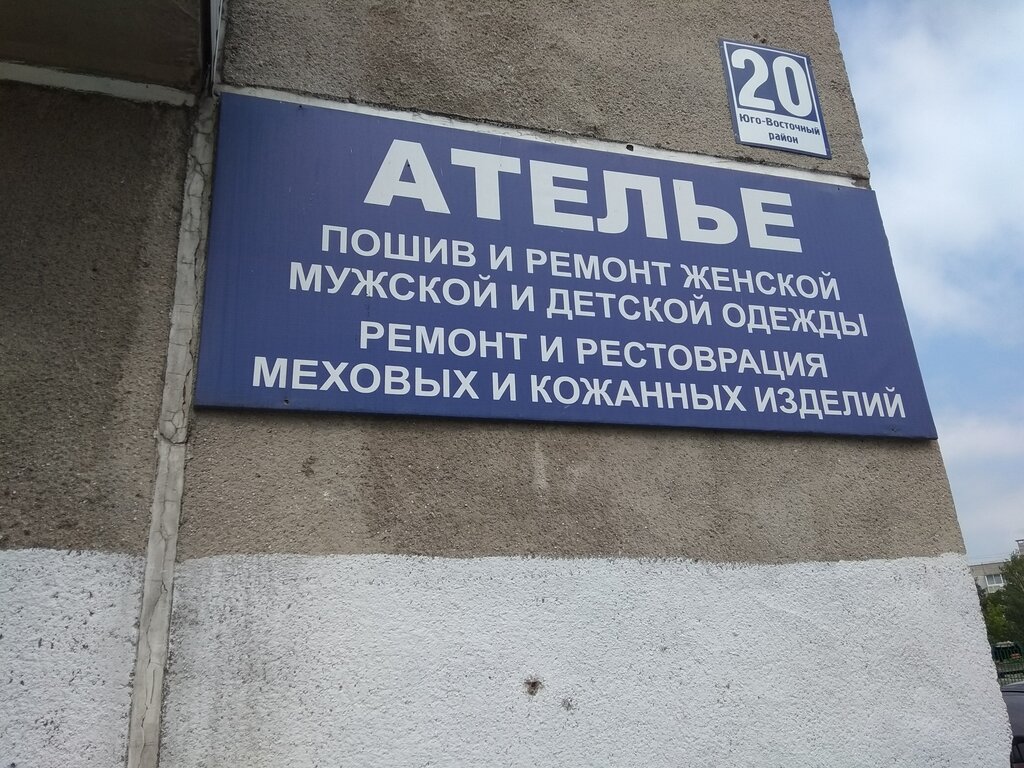 20
Юго-Восточный
район
АТЕЛЬЕ
ПОШИВ И РЕМОНТ ЖЕНСКОЙ
МУЖСКОЙ И ДЕТСКОЙ ОДЕЖДЫ
РЕМОНТ И РЕСТОВРАЦИЯ
МЕХОВЫХ И КОЖАННЫХ ИЗДЕЛИЙ